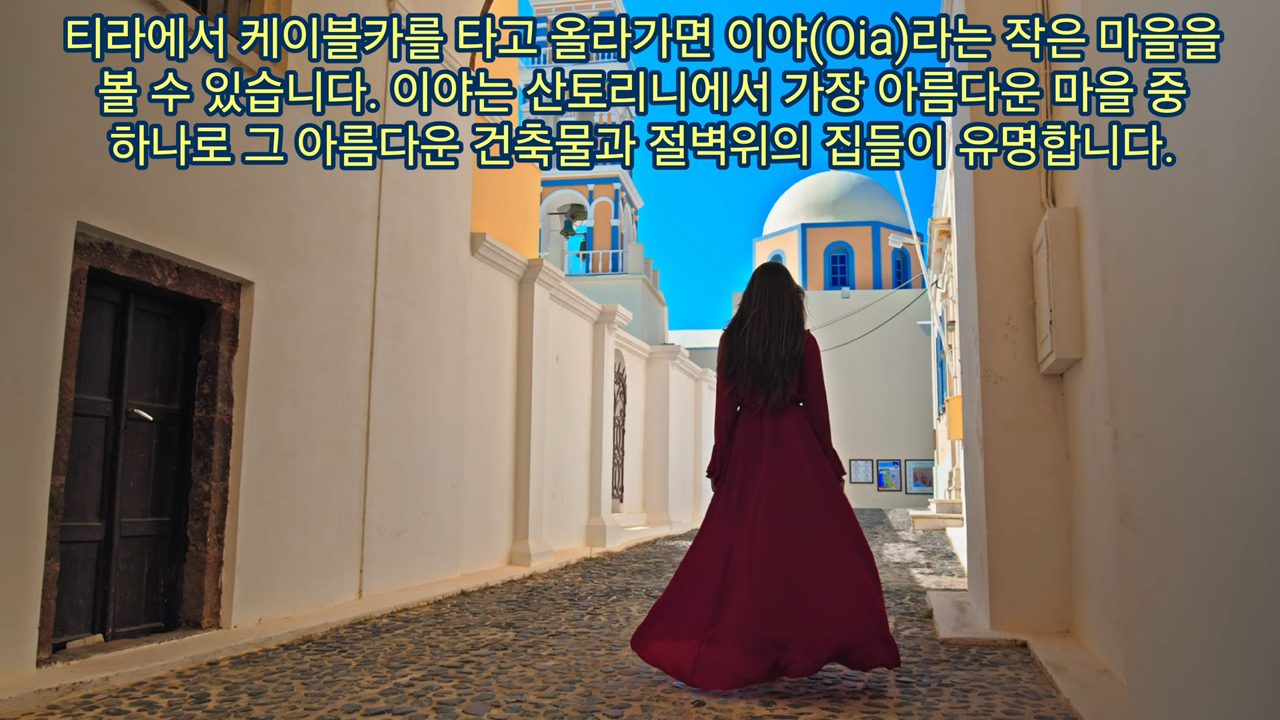 티라에서 케이블카를 타고 올라가면 이야(Oia)라는 작은 마을을
볼 수 있습니다. 이야는 산토리니에서 가장 아름다운 마을 중
하나로 그 아름다운 건축물과 절벽위의 집들이 유명합니다.